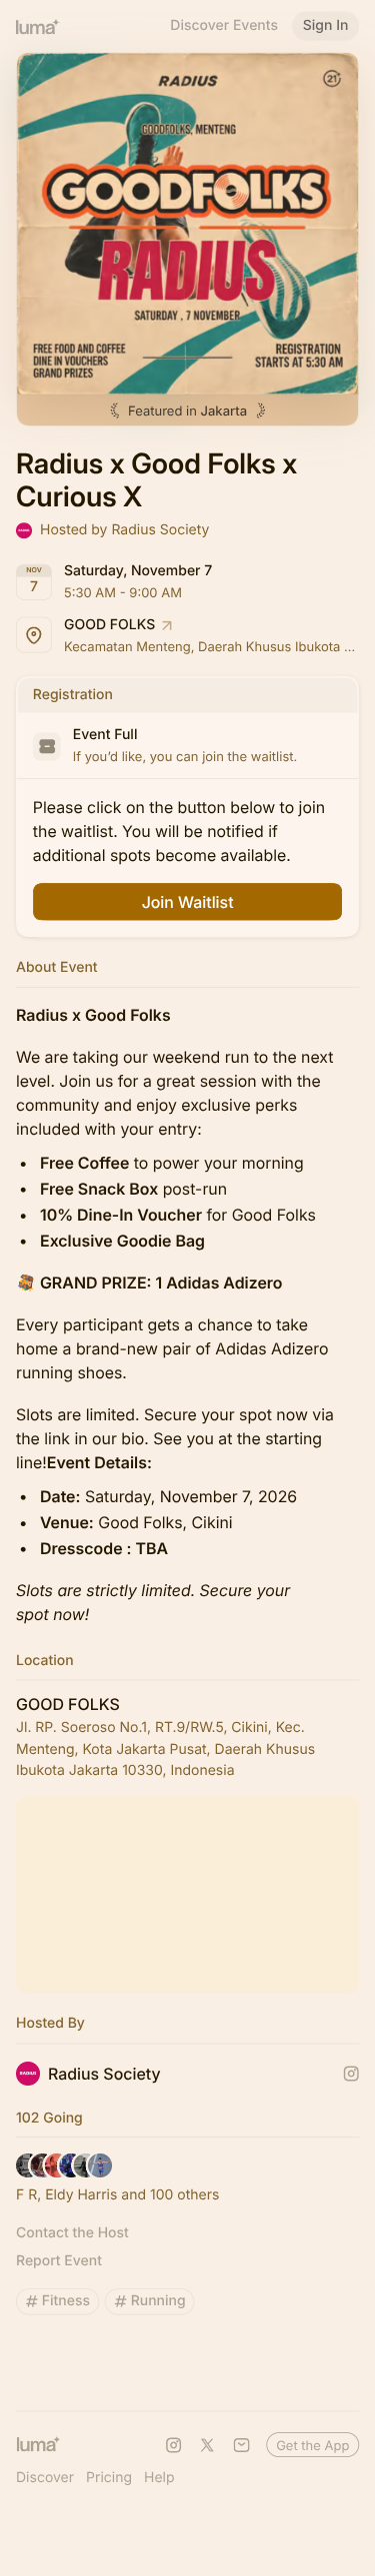 luma
Discover Events
Sign In
RADIUS
21
GOODFOLKS, MENTENG
GOODFOLKS
RADIUS
SATURDAY, 7 NOVEMBER
FREE FOOD AND COFFEE
DINE IN VOUCHERS
GRAND PRIZES
REGISTRATION
STARTS AT 5:30 AM
Featured in Jakarta
Radius x Good Folks x
Curious X
Hosted by Radius Society
NOV
7
Saturday, November 7
5:30 AM - 9:00 AM
GOOD FOLKS
Kecamatan Menteng, Daerah Khusus Ibukota ...
Registration
Event Full
If you'd like, you can join the waitlist.
Please click on the button below to join
the waitlist. You will be notified if
additional spots become available.
Join Waitlist
About Event
Radius x Good Folks
We are taking our weekend run to the next
level. Join us for a great session with the
community and enjoy exclusive perks
included with your entry:
• Free Coffee to power your morning
• Free Snack Box post-run
• 10% Dine-In Voucher for Good Folks
• Exclusive Goodie Bag
GRAND PRIZE: 1 Adidas Adizero
Every participant gets a chance to take
home a brand-new pair of Adidas Adizero
running shoes.
Slots are limited. Secure your spot now via
the link in our bio. See you at the starting
line!Event Details:
• Date: Saturday, November 7, 2026
• Venue: Good Folks, Cikini
• Dresscode : TBA
Slots are strictly limited. Secure your
spot now!
Location
GOOD FOLKS
Jl. RP. Soeroso No.1, RT.9/RW.5, Cikini, Kec.
Menteng, Kota Jakarta Pusat, Daerah Khusus
Ibukota Jakarta 10330, Indonesia
Hosted By
RADIUS
Radius Society
102 Going
F R, Eldy Harris and 100 others
Contact the Host
Report Event
# Fitness
# Running
luma
Get the App
Discover
Pricing
Help